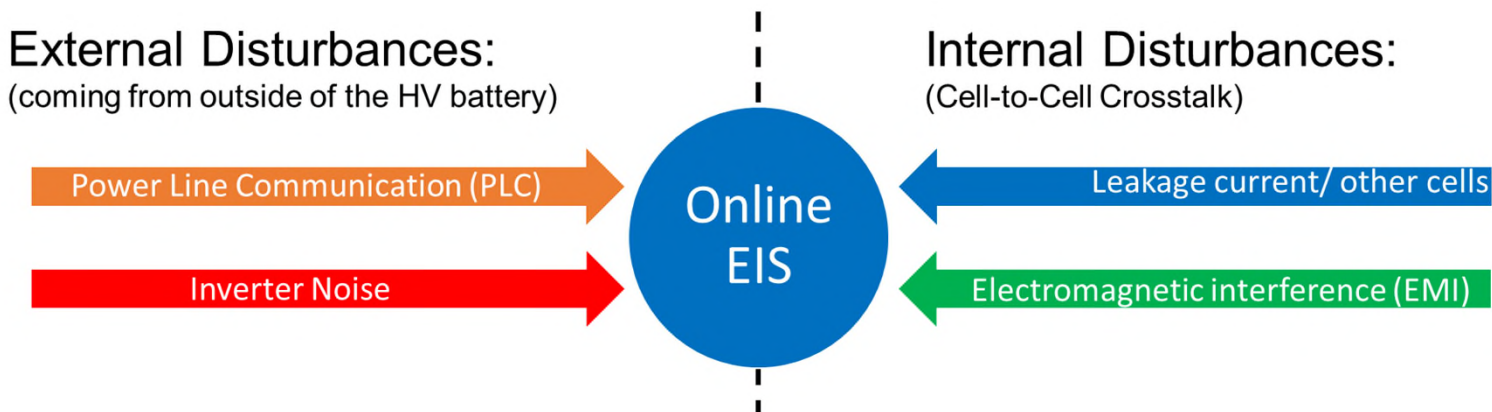 External Disturbances:
(coming from outside of the HV battery)
Power Line Communication (PLC)
Inverter Noise
Online
EIS
Internal Disturbances:
(Cell-to-Cell Crosstalk)
Leakage current/ other cells
Electromagnetic interference (EMI)